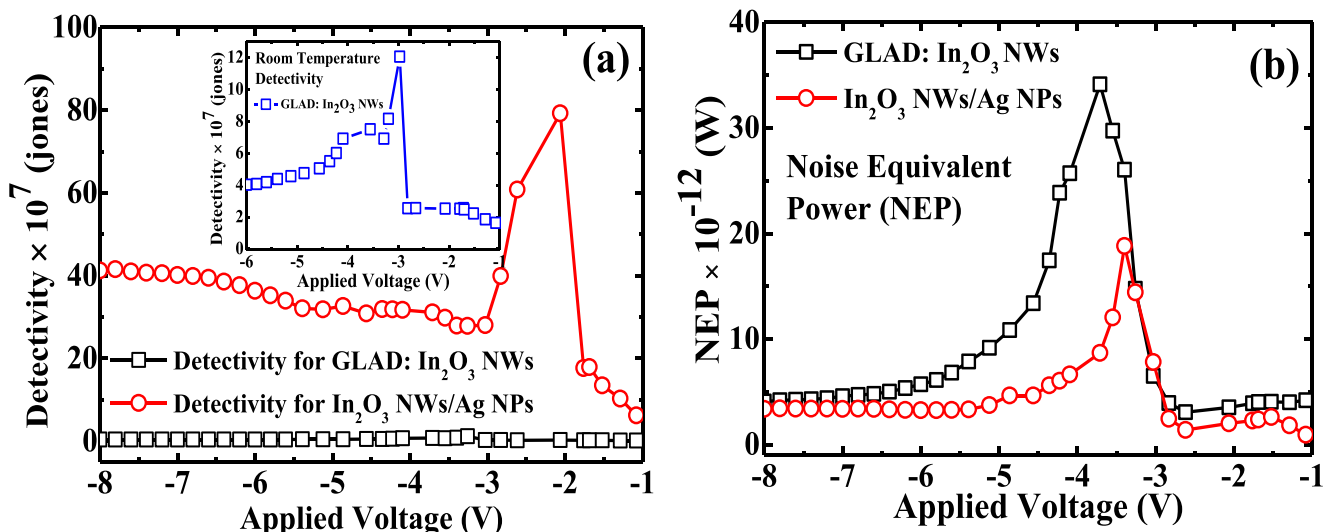 (a)
Detectivity × 10⁷ (jones)
100
80
60
40
20
0
-8 -7 -6 -5 -4 -3 -2 -1
Applied Voltage (V)
Detectivity for GLAD: In₂O₃ NWs
Detectivity for In₂O₃ NWs/Ag NPs
Room Temperature
Detectivity
GLAD: In₂O₃ NWs
Detectivity × 10⁷ (jones)
12
10
8
6
4
2
0
-6 -5 -4 -3 -2 -1
Applied Voltage (V)
(b)
NEP × 10⁻¹² (W)
40
30
20
10
0
-8 -7 -6 -5 -4 -3 -2 -1
Applied Voltage (V)
GLAD: In₂O₃ NWs
In₂O₃ NWs/Ag NPs
Noise Equivalent
Power (NEP)